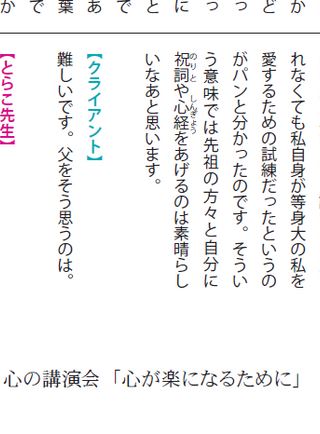 か
ど
っ
っ
に
と
で
あ
葉
で
か
れなくても私自身が等身大の私を
愛するための試練だったというの
がパンと分かったのです。そうい
う意味では先祖の方々と自分に
のりと しんぎょう
祝詞や心経をあげるのは素晴らし
いなあと思います。
【クライアント】
難しいです。父をそう思うのは。
【とらこ先生】
心の講演会「心が楽になるために」